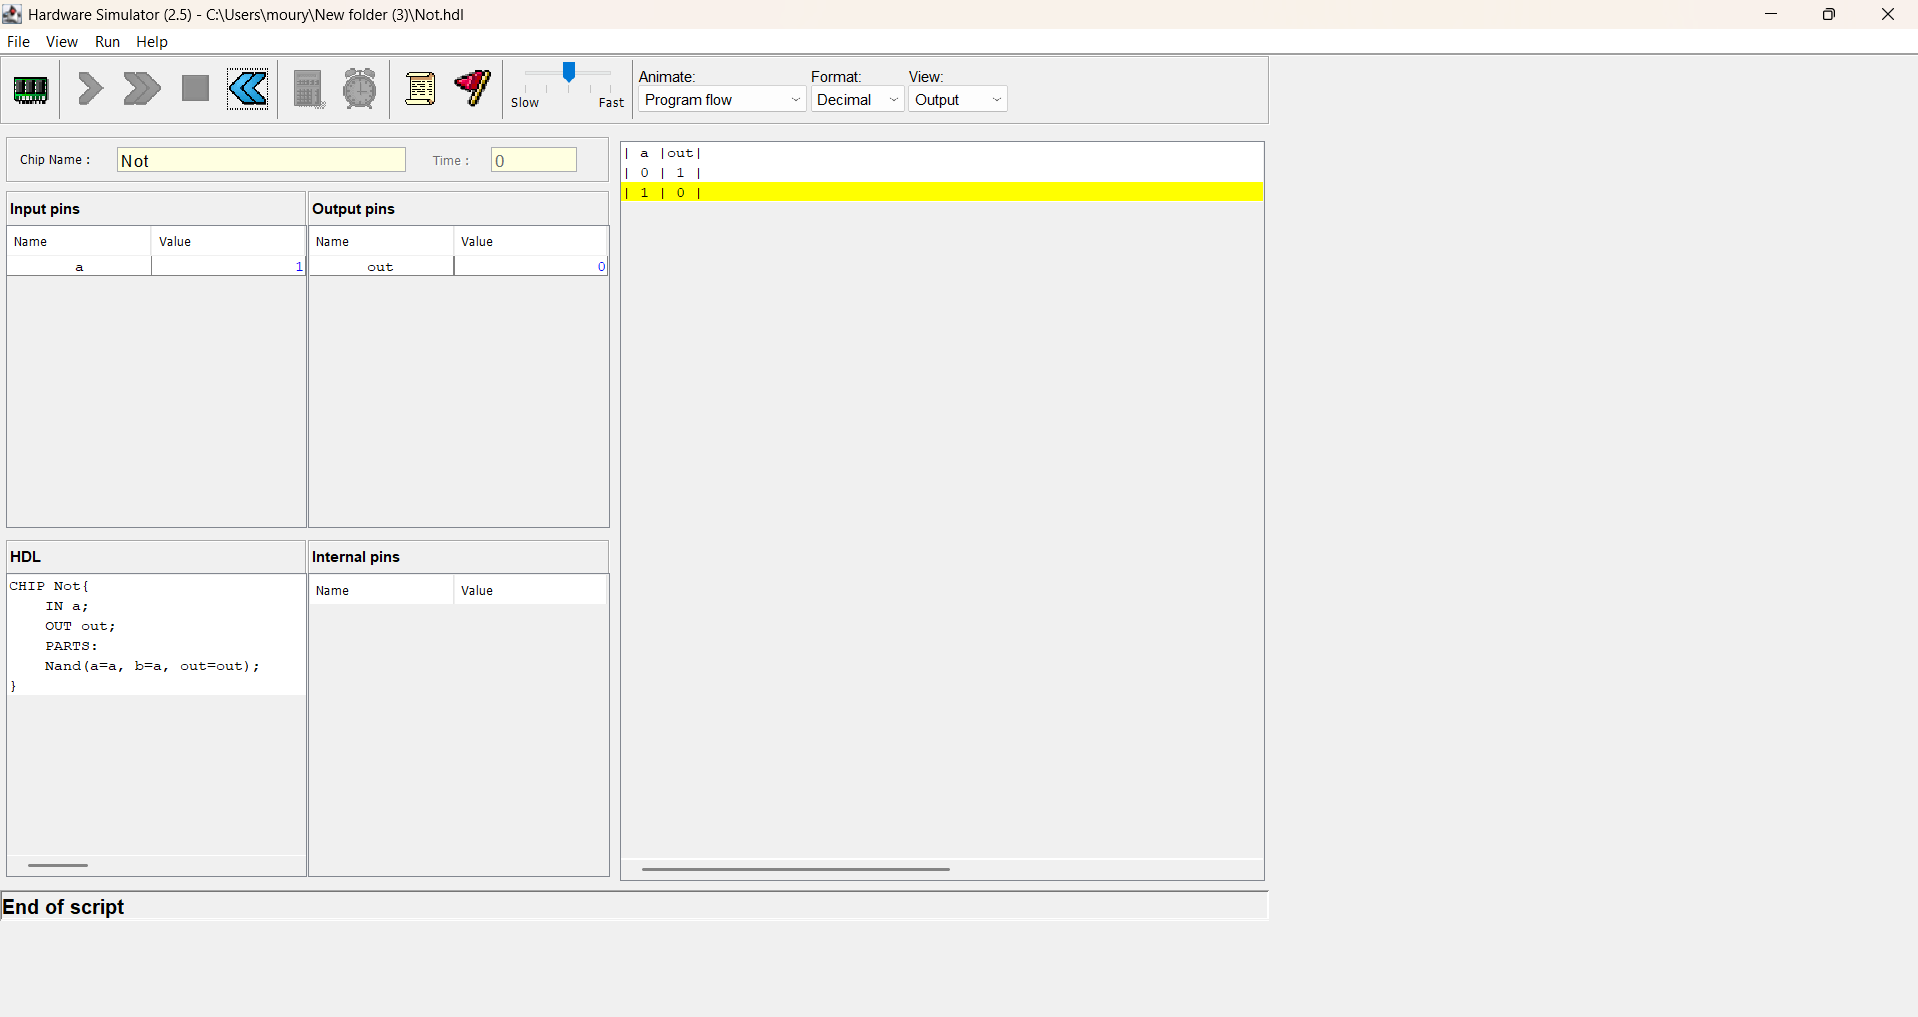 Hardware Simulator (2.5) - C:\Users\moury\New folder (3)\Not.hdl
File View Run Help
Slow Fast
Animate: Format: View:
Program flow Decimal Output
Chip Name : Not Time : 0
Input pins
Name Value
a 1
Output pins
Name Value
out 0
HDL
CHIP Not{
    IN a;
    OUT out;
    PARTS:
    Nand(a=a, b=a, out=out);
}
Internal pins
Name Value
| a |out|
| 0 | 1 |
| 1 | 0 |
End of script